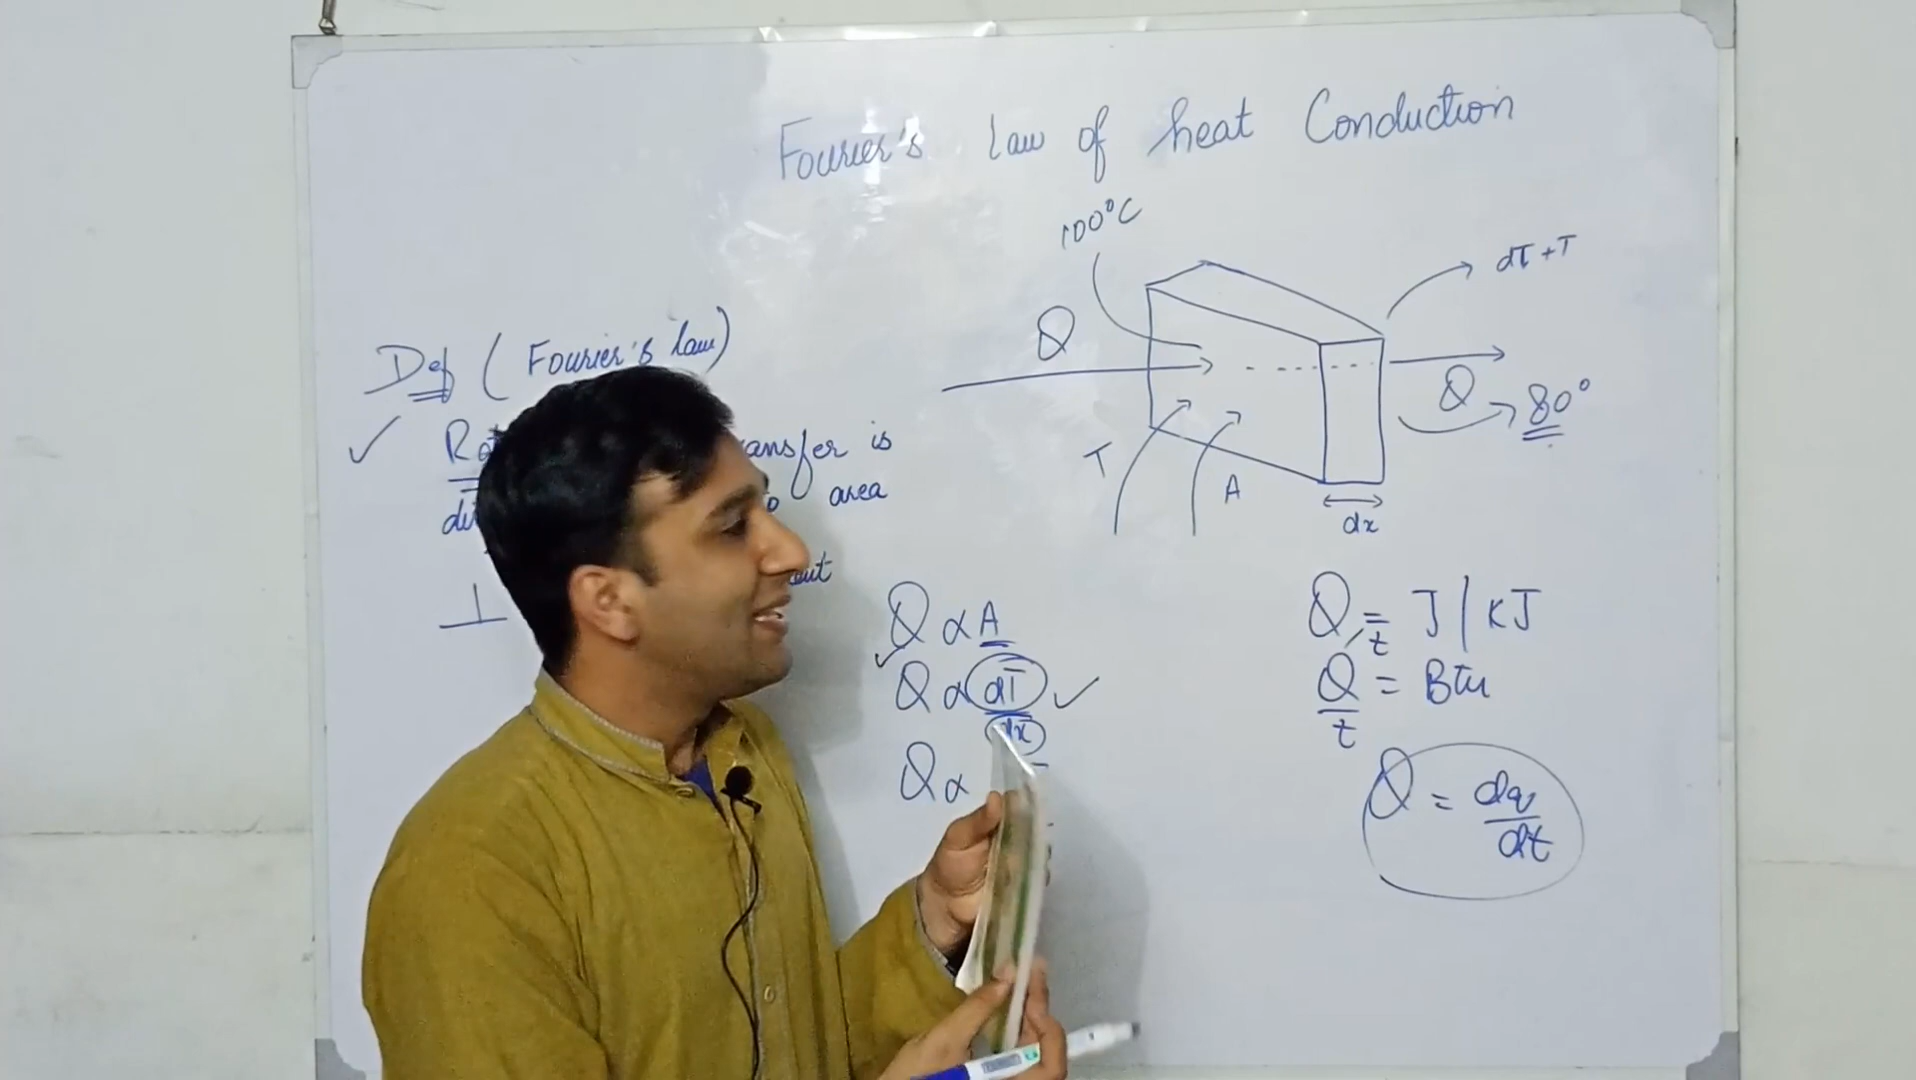 Fourier's law of heat Conduction
100°C
dT + T
Def ( Fourier's law)
Q
Q
80°
is
area
T
A
dx
Q α A
Q α dT
dx
Q α
Q/t = J | KJ
Q/t = Btu
Q = dq/dt